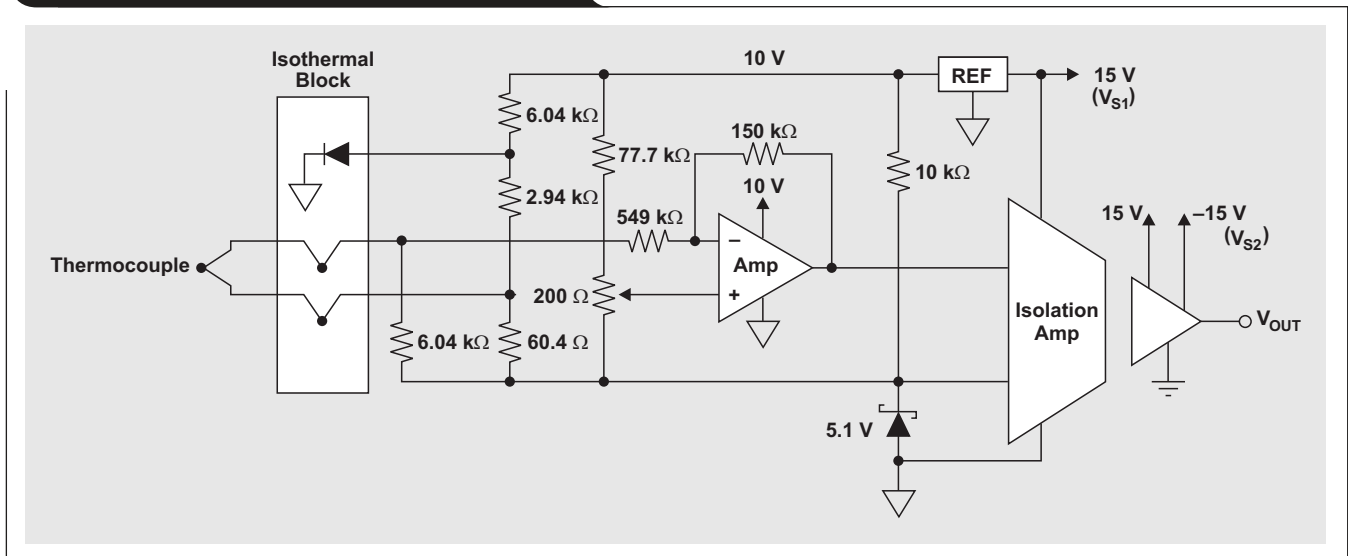 Isothermal
Block
10 V
REF
15 V
(VS1)
6.04 kΩ
150 kΩ
77.7 kΩ
10 V
10 kΩ
2.94 kΩ
549 kΩ
15 V
–15 V
(VS2)
Thermocouple
–
Amp
+
200 Ω
Isolation
Amp
VOUT
6.04 kΩ
60.4 Ω
5.1 V